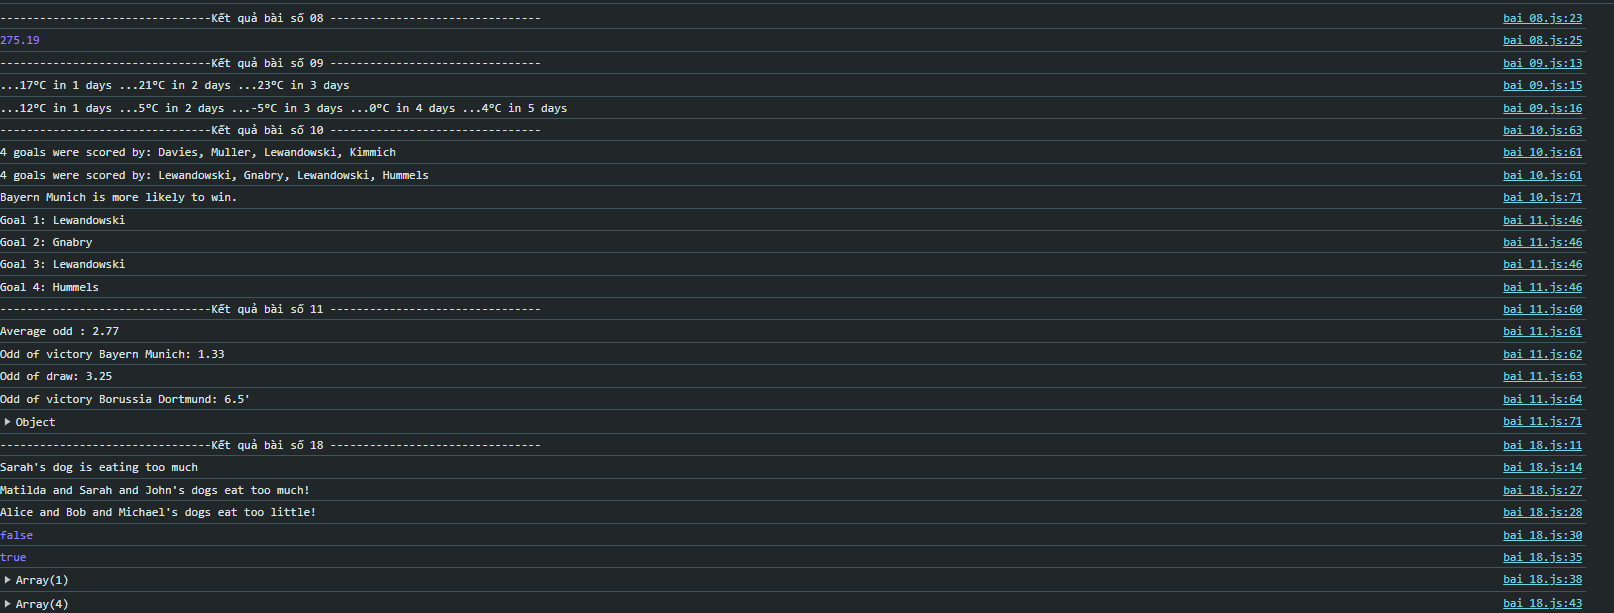 --------------------------------Kết quả bài số 08 -------------------------------- bai 08.js:23
275.19 bai 08.js:25
--------------------------------Kết quả bài số 09 -------------------------------- bai 09.js:13
...17ºC in 1 days ...21ºC in 2 days ...23ºC in 3 days bai 09.js:15
...12ºC in 1 days ...5ºC in 2 days ...-5ºC in 3 days ...0ºC in 4 days ...4ºC in 5 days bai 09.js:16
--------------------------------Kết quả bài số 10 -------------------------------- bai 10.js:63
4 goals were scored by: Davies, Muller, Lewandowski, Kimmich bai 10.js:61
4 goals were scored by: Lewandowski, Gnabry, Lewandowski, Hummels bai 10.js:61
Bayern Munich is more likely to win. bai 10.js:71
Goal 1: Lewandowski bai 11.js:46
Goal 2: Gnabry bai 11.js:46
Goal 3: Lewandowski bai 11.js:46
Goal 4: Hummels bai 11.js:46
--------------------------------Kết quả bài số 11 -------------------------------- bai 11.js:60
Average odd : 2.77 bai 11.js:61
Odd of victory Bayern Munich: 1.33 bai 11.js:62
Odd of draw: 3.25 bai 11.js:63
Odd of victory Borussia Dortmund: 6.5' bai 11.js:64
▶ Object bai 11.js:71
--------------------------------Kết quả bài số 18 -------------------------------- bai 18.js:11
Sarah's dog is eating too much bai 18.js:14
Matilda and Sarah and John's dogs eat too much! bai 18.js:27
Alice and Bob and Michael's dogs eat too little! bai 18.js:28
false bai 18.js:30
true bai 18.js:35
▶ Array(1) bai 18.js:38
▶ Array(4) bai 18.js:43